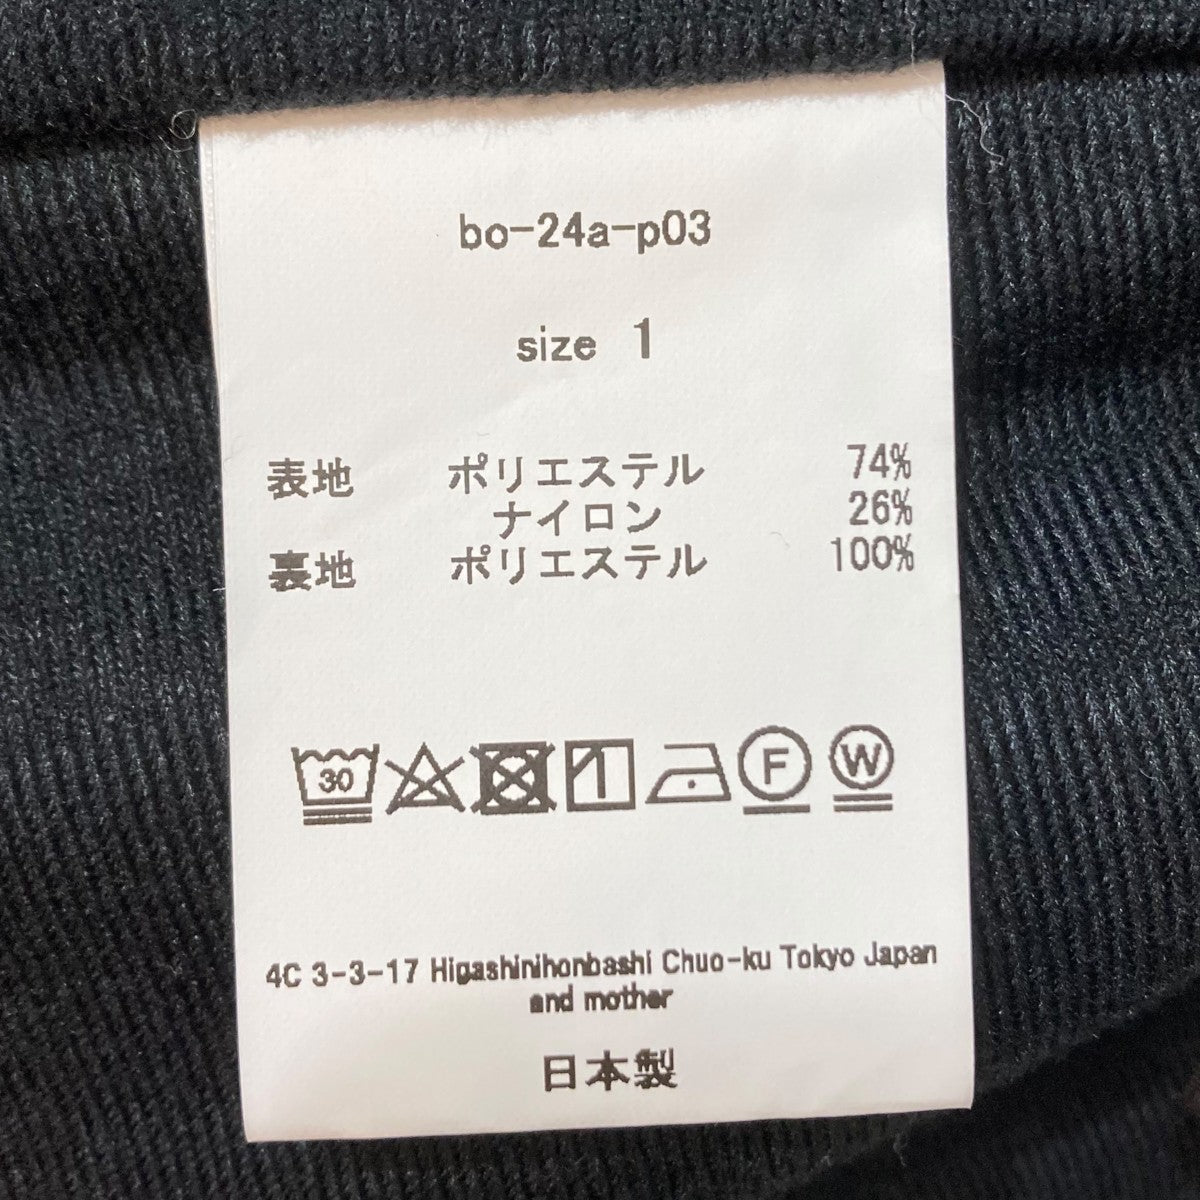 bo-24a-p03
size 1
表地 ポリエステル 74%
ナイロン 26%
裏地 ポリエステル 100%
30 F W
4C 3-3-17 Higashinihonbashi Chuo-ku Tokyo Japan
and mother
日本製